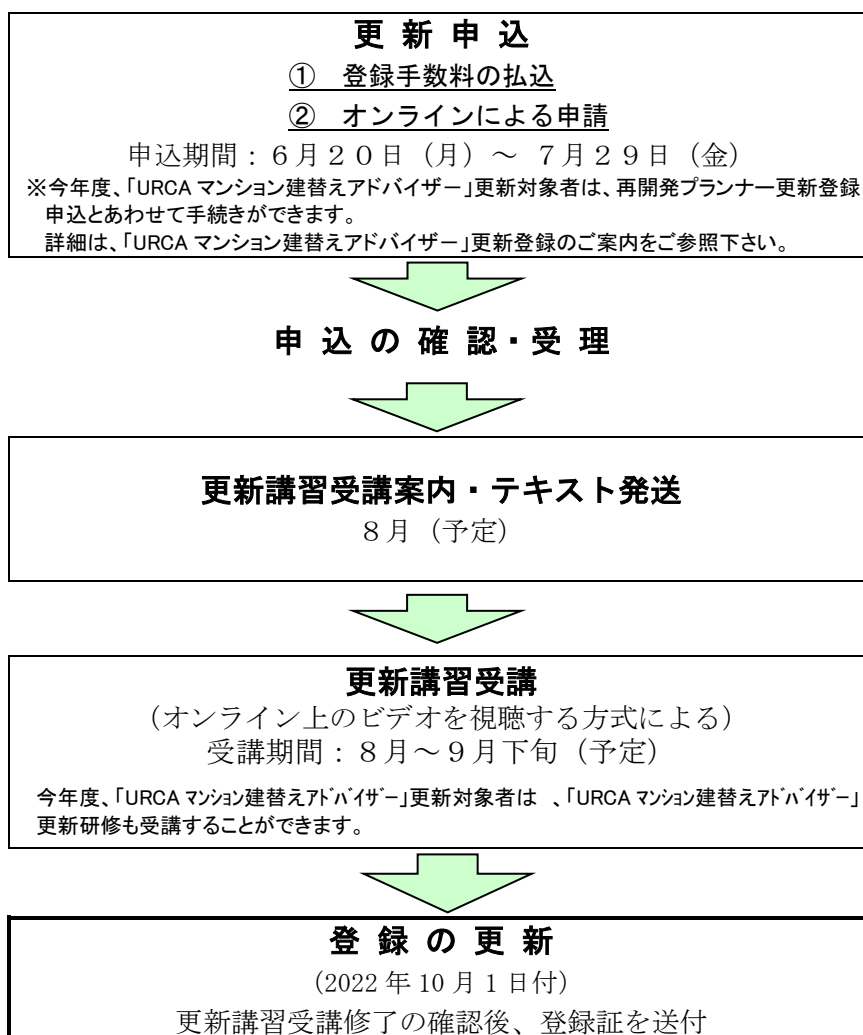 更 新 申 込
① 登録手数料の払込
② オンラインによる申請
申込期間：６月２０日（月）～ ７月２９日（金）
※今年度、「URCA マンション建替えアドバイザー」更新対象者は、再開発プランナー更新登録
申込とあわせて手続きができます。
詳細は、「URCA マンション建替えアドバイザー」更新登録のご案内をご参照下さい。
申 込 の 確 認・受 理
更新講習受講案内・テキスト発送
８月（予定）
更新講習受講
（オンライン上のビデオを視聴する方式による）
受講期間：８月～９月下旬（予定）
今年度、「URCA ﾏﾝｼｮﾝ建替えｱﾄﾞﾊﾞｲｻﾞｰ」更新対象者は 、「URCA ﾏﾝｼｮﾝ建替えｱﾄﾞﾊﾞｲｻﾞｰ」
更新研修も受講することができます。
登 録 の 更 新
（2022 年 10 月 1 日付）
更新講習受講修了の確認後、登録証を送付